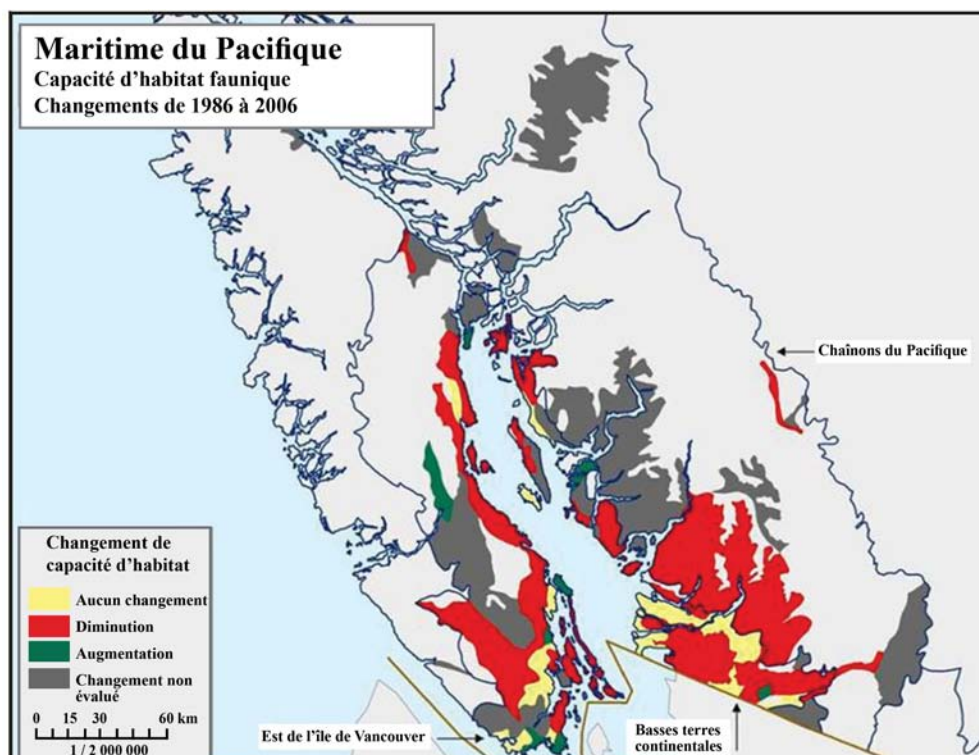 Maritime du Pacifique
Capacité d'habitat faunique
Changements de 1986 à 2006
Chaînons du Pacifique
Changement de
capacité d'habitat
Aucun changement
Diminution
Augmentation
Changement non
évalué
0 15 30 60 km
1 / 2 000 000
Est de l'île de Vancouver
Basses terres
continentales